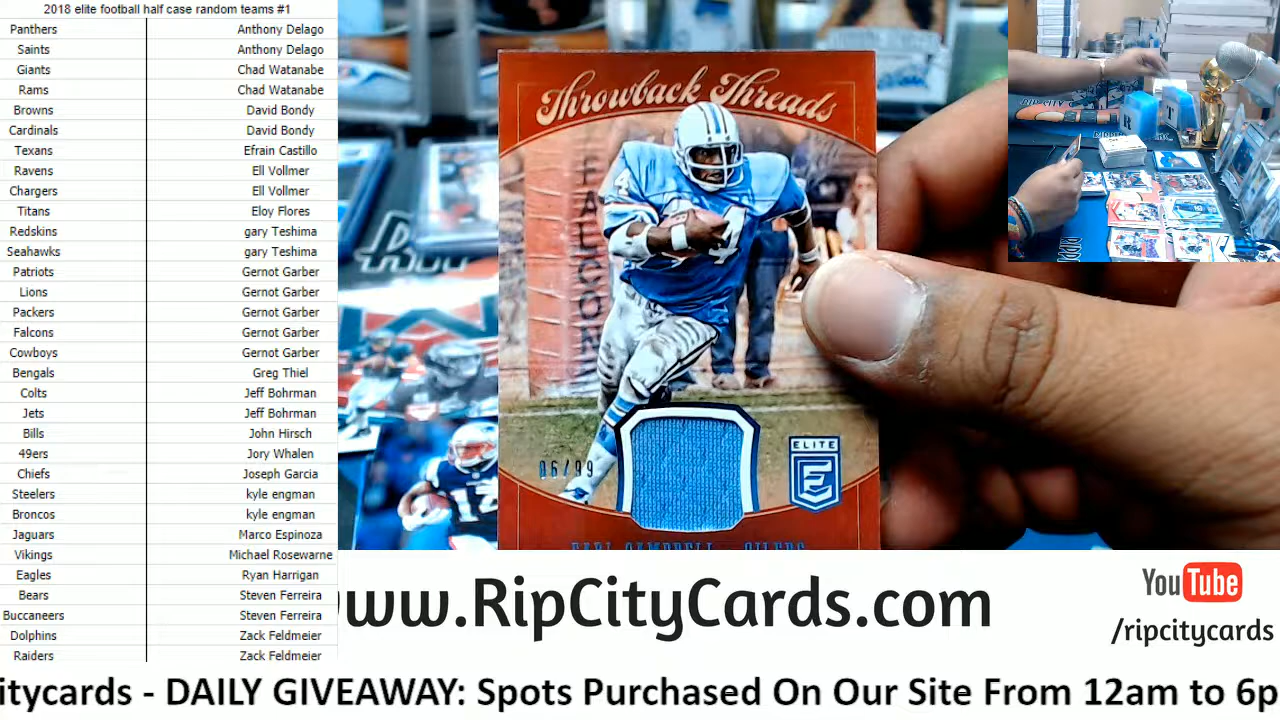 2018 elite football half case random teams #1
Panthers Anthony Delago
Saints Anthony Delago
Giants Chad Watanabe
Rams Chad Watanabe
Browns David Bondy
Cardinals David Bondy
Texans Efrain Castillo
Ravens Ell Vollmer
Chargers Ell Vollmer
Titans Eloy Flores
Redskins gary Teshima
Seahawks gary Teshima
Patriots Gernot Garber
Lions Gernot Garber
Packers Gernot Garber
Falcons Gernot Garber
Cowboys Gernot Garber
Bengals Greg Thiel
Colts Jeff Bohrman
Jets Jeff Bohrman
Bills John Hirsch
49ers Jory Whalen
Chiefs Joseph Garcia
Steelers kyle engman
Broncos kyle engman
Jaguars Marco Espinoza
Vikings Michael Rosewarne
Eagles Ryan Harrigan
Bears Steven Ferreira
Buccaneers Steven Ferreira
Dolphins Zack Feldmeier
Raiders Zack Feldmeier
Throwback Threads
34
06/99
ELITE
E
EARL CAMPBELL - OILERS
12
www.RipCityCards.com
YouTube
/ripcitycards
itycards - DAILY GIVEAWAY: Spots Purchased On Our Site From 12am to 6p